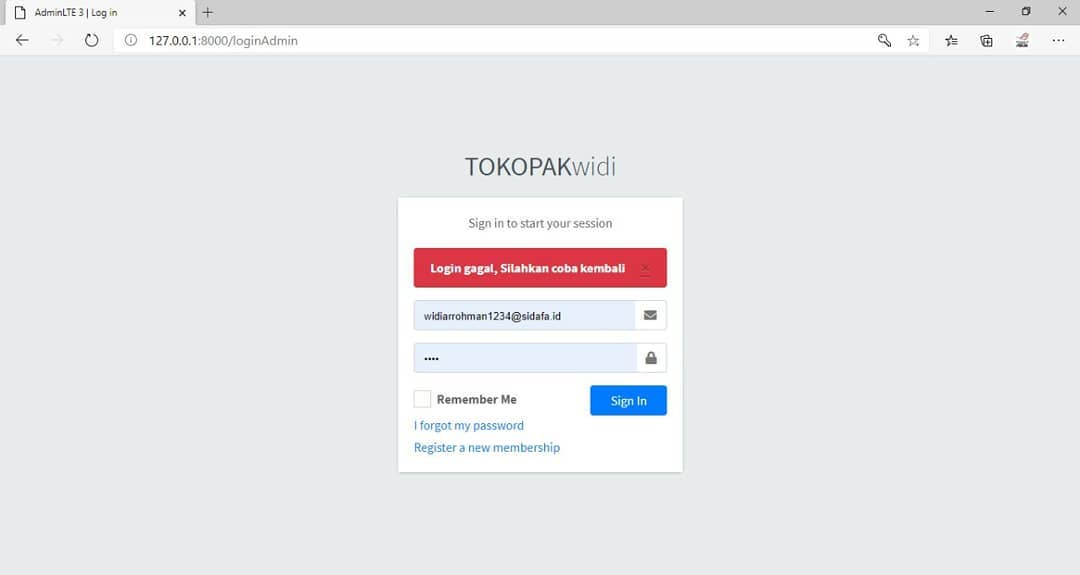 AdminLTE 3 | Log in
127.0.0.1:8000/loginAdmin
TOKOPAKwidi
Sign in to start your session
Login gagal, Silahkan coba kembali ×
widiarrohman1234@sidafa.id
••••
Remember Me
Sign In
I forgot my password
Register a new membership